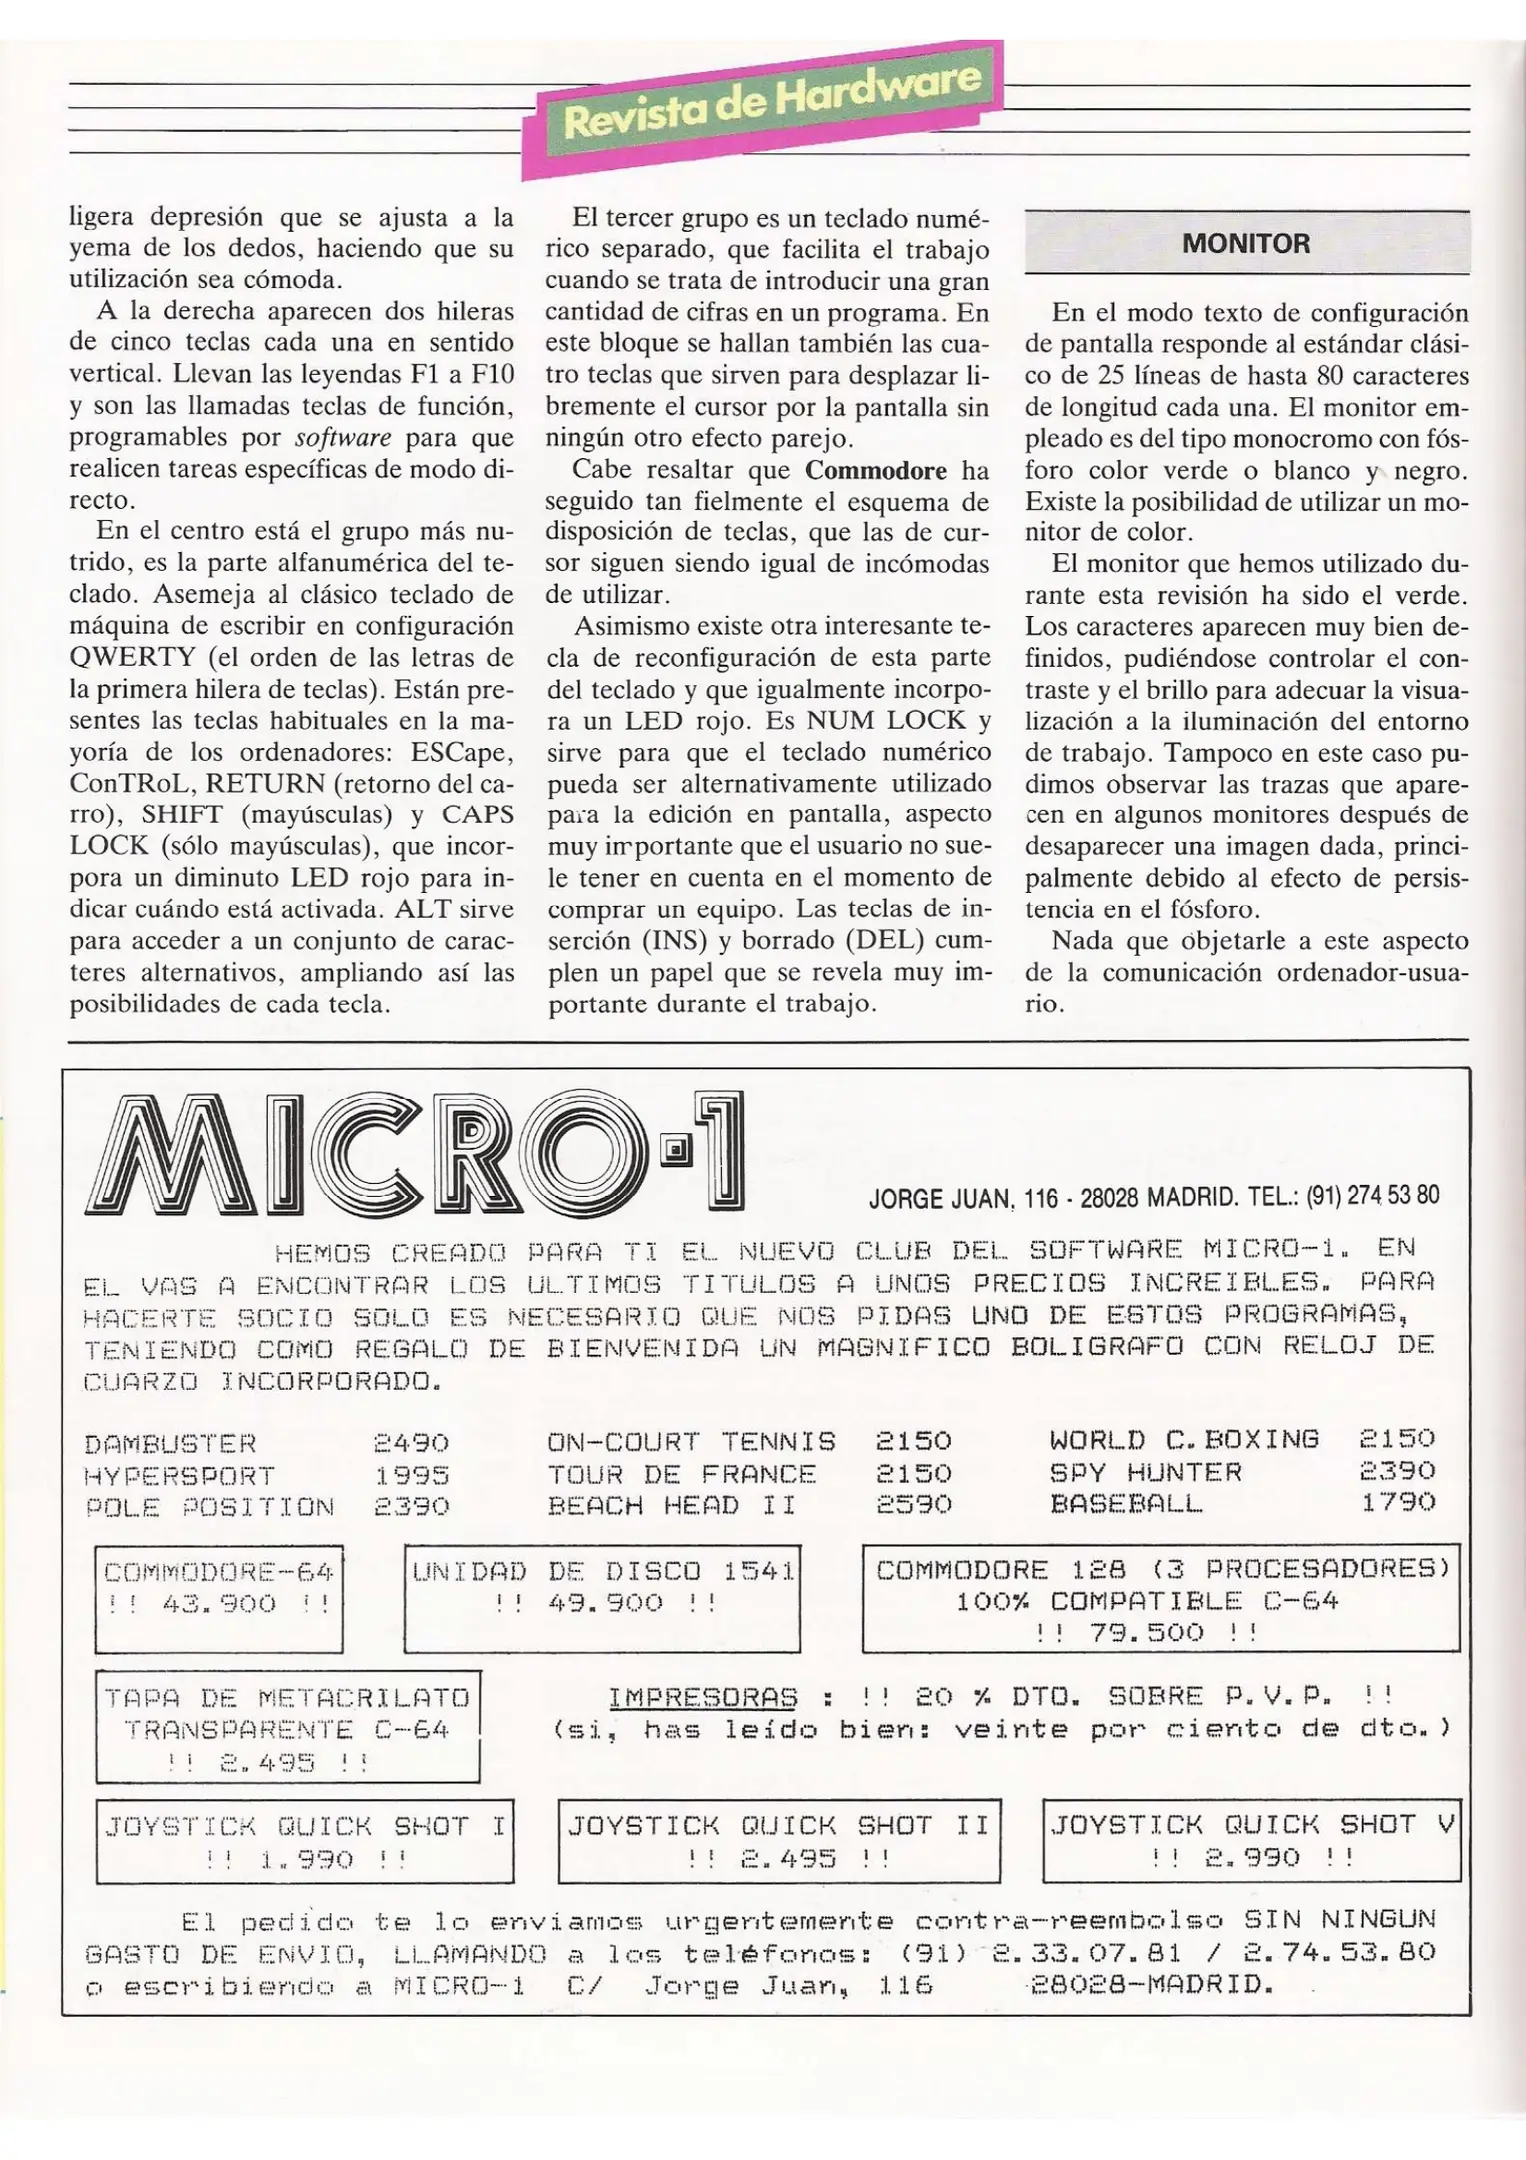 Revista de Hardware
ligera depresión que se ajusta a la
yema de los dedos, haciendo que su
utilización sea cómoda.
A la derecha aparecen dos hileras
de cinco teclas cada una en sentido
vertical. Llevan las leyendas F1 a F10
y son las llamadas teclas de función,
programables por software para que
realicen tareas específicas de modo di-
recto.
En el centro está el grupo más nu-
trido, es la parte alfanumérica del te-
clado. Asemeja al clásico teclado de
máquina de escribir en configuración
QWERTY (el orden de las letras de
la primera hilera de teclas). Están pre-
sentes las teclas habituales en la ma-
yoría de los ordenadores: ESCape,
ConTRoL, RETURN (retorno del ca-
rro), SHIFT (mayúsculas) y CAPS
LOCK (sólo mayúsculas), que incor-
pora un diminuto LED rojo para in-
dicar cuándo está activada. ALT sirve
para acceder a un conjunto de carac-
teres alternativos, ampliando así las
posibilidades de cada tecla.
El tercer grupo es un teclado numé-
rico separado, que facilita el trabajo
cuando se trata de introducir una gran
cantidad de cifras en un programa. En
este bloque se hallan también las cua-
tro teclas que sirven para desplazar li-
bremente el cursor por la pantalla sin
ningún otro efecto parejo.
Cabe resaltar que Commodore ha
seguido tan fielmente el esquema de
disposición de teclas, que las de cur-
sor siguen siendo igual de incómodas
de utilizar.
Asimismo existe otra interesante te-
cla de reconfiguración de esta parte
del teclado y que igualmente incorpo-
ra un LED rojo. Es NUM LOCK y
sirve para que el teclado numérico
pueda ser alternativamente utilizado
para la edición en pantalla, aspecto
muy importante que el usuario no sue-
le tener en cuenta en el momento de
comprar un equipo. Las teclas de in-
serción (INS) y borrado (DEL) cum-
plen un papel que se revela muy im-
portante durante el trabajo.
MONITOR
En el modo texto de configuración
de pantalla responde al estándar clási-
co de 25 líneas de hasta 80 caracteres
de longitud cada una. El monitor em-
pleado es del tipo monocromo con fós-
foro color verde o blanco y negro.
Existe la posibilidad de utilizar un mo-
nitor de color.
El monitor que hemos utilizado du-
rante esta revisión ha sido el verde.
Los caracteres aparecen muy bien de-
finidos, pudiéndose controlar el con-
traste y el brillo para adecuar la visua-
lización a la iluminación del entorno
de trabajo. Tampoco en este caso pu-
dimos observar las trazas que apare-
cen en algunos monitores después de
desaparecer una imagen dada, princi-
palmente debido al efecto de persis-
tencia en el fósforo.
Nada que objetarle a este aspecto
de la comunicación ordenador-usua-
rio.
MICRO-1
JORGE JUAN, 116 - 28028 MADRID. TEL.: (91) 274 53 80
HEMOS CREADO PARA TI EL NUEVO CLUB DEL SOFTWARE MICRO-1. EN
EL VAS A ENCONTRAR LOS ULTIMOS TITULOS A UNOS PRECIOS INCREIBLES. PARA
HACERTE SOCIO SOLO ES NECESARIO QUE NOS PIDAS UNO DE ESTOS PROGRAMAS,
TENIENDO COMO REGALO DE BIENVENIDA UN MAGNIFICO BOLIGRAFO CON RELOJ DE
CUARZO INCORPORADO.
DAMBUSTER 2490 ON-COURT TENNIS 2150 WORLD C.BOXING 2150
HYPERSPORT 1995 TOUR DE FRANCE 2150 SPY HUNTER 2390
POLE POSITION 2390 BEACH HEAD II 2590 BASEBALL 1790
COMMODORE-64
!! 43.900 !!
UNIDAD DE DISCO 1541
!! 49.900 !!
COMMODORE 128 (3 PROCESADORES)
100% COMPATIBLE C-64
!! 79.500 !!
TAPA DE METACRILATO
TRANSPARENTE C-64
!! 2.495 !!
IMPRESORAS : !! 20 % DTO. SOBRE P.V.P. !!
(si, has leído bien: veinte por ciento de dto.)
JOYSTICK QUICK SHOT I
!! 1.990 !!
JOYSTICK QUICK SHOT II
!! 2.495 !!
JOYSTICK QUICK SHOT V
!! 2.990 !!
El pedido te lo enviamos urgentemente contra-reembolso SIN NINGUN
GASTO DE ENVIO, LLAMANDO a los teléfonos: (91) 2.33.07.81 / 2.74.53.80
o escribiendo a MICRO-1 C/ Jorge Juan, 116 28028-MADRID.